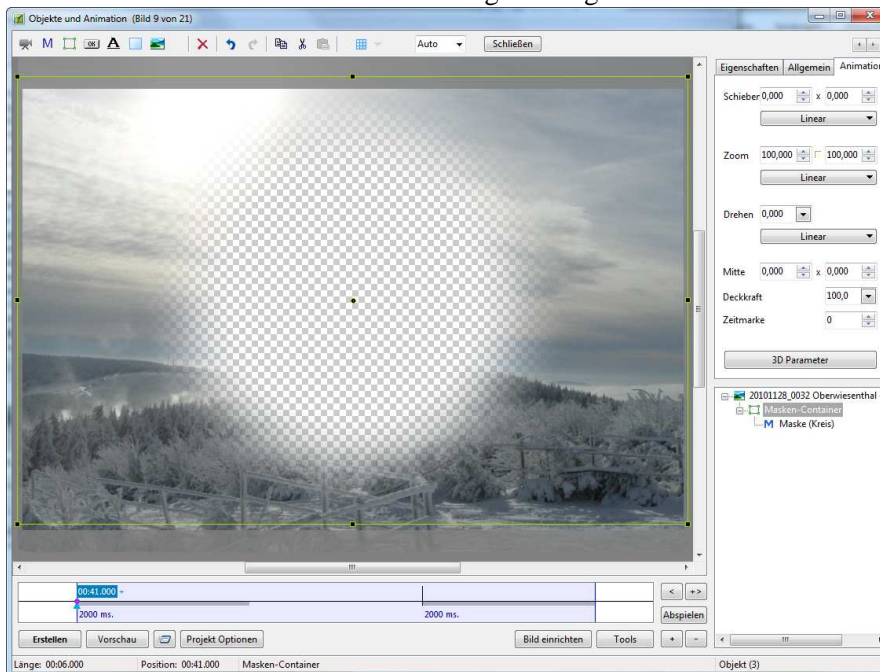 Objekte und Animation (Bild 9 von 21)
M OK A Auto Schließen
Eigenschaften Allgemein Animation
Schieber 0,000 x 0,000
Linear
Zoom 100,000 100,000
Linear
Drehen 0,000
Linear
Mitte 0,000 x 0,000
Deckkraft 100,0
Zeitmarke 0
3D Parameter
20101128_0032 Oberwiesenthal
Masken-Container
M Maske (Kreis)
00:41.000
2000 ms. 2000 ms.
< +>
Abspielen
Erstellen Vorschau Projekt Optionen Bild einrichten Tools + -
Länge: 00:06.000 Position: 00:41.000 Masken-Container Objekt (3)